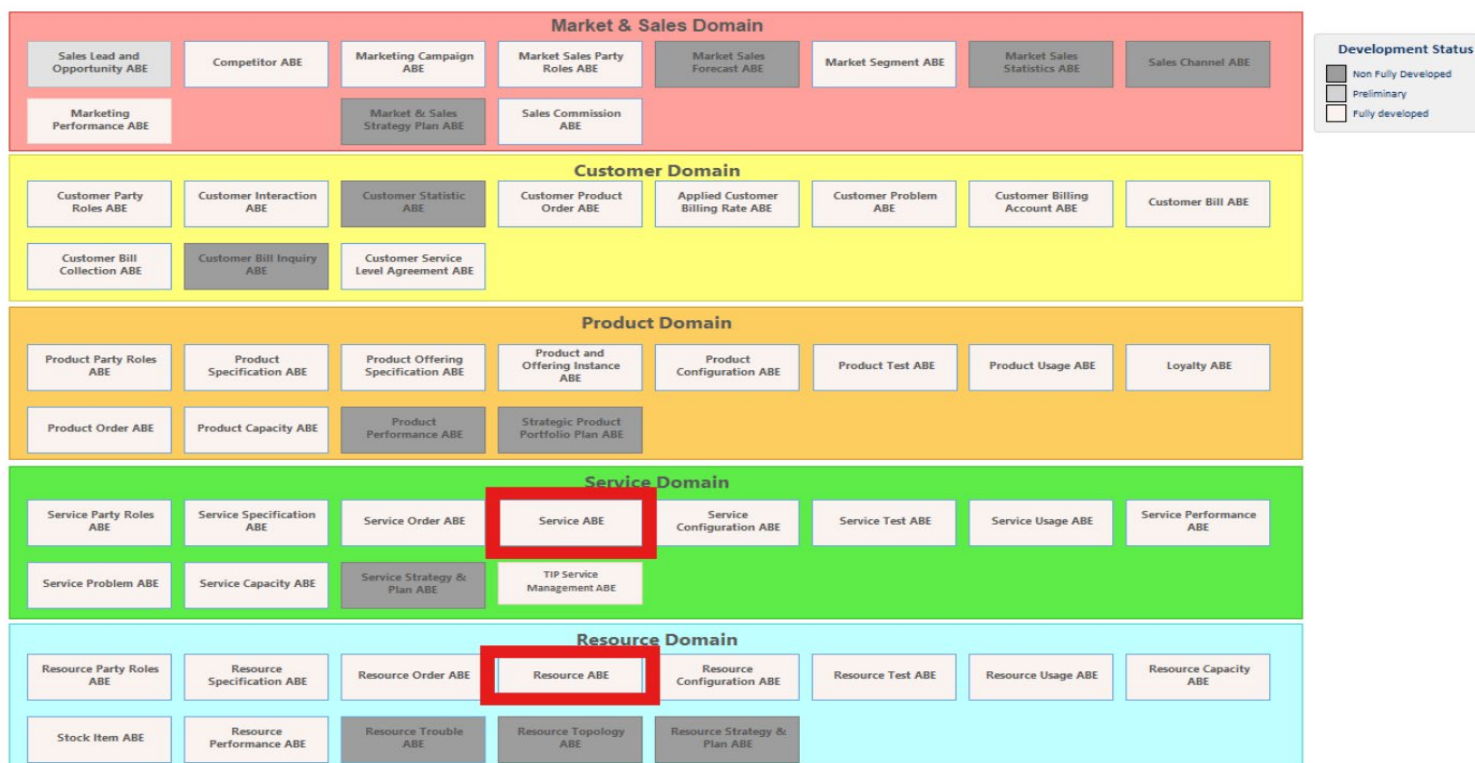 Market & Sales Domain
Sales Lead and
Opportunity ABE
Competitor ABE
Marketing Campaign
ABE
Market Sales Party
Roles ABE
Market Sales
Forecast ABE
Market Segment ABE
Market Sales
Statistics ABE
Sales Channel ABE
Marketing
Performance ABE
Market & Sales
Strategy Plan ABE
Sales Commission
ABE
Development Status
Non Fully Developed
Preliminary
Fully developed
Customer Domain
Customer Party
Roles ABE
Customer Interaction
ABE
Customer Statistic
ABE
Customer Product
Order ABE
Applied Customer
Billing Rate ABE
Customer Problem
ABE
Customer Billing
Account ABE
Customer Bill ABE
Customer Bill
Collection ABE
Customer Bill Inquiry
ABE
Customer Service
Level Agreement ABE
Product Domain
Product Party Roles
ABE
Product
Specification ABE
Product Offering
Specification ABE
Product and
Offering Instance
ABE
Product
Configuration ABE
Product Test ABE
Product Usage ABE
Loyalty ABE
Product Order ABE
Product Capacity ABE
Product
Performance ABE
Strategic Product
Portfolio Plan ABE
Service Domain
Service Party Roles
ABE
Service Specification
ABE
Service Order ABE
Service ABE
Service
Configuration ABE
Service Test ABE
Service Usage ABE
Service Performance
ABE
Service Problem ABE
Service Capacity ABE
Service Strategy &
Plan ABE
TIP Service
Management ABE
Resource Domain
Resource Party Roles
ABE
Resource
Specification ABE
Resource Order ABE
Resource ABE
Resource
Configuration ABE
Resource Test ABE
Resource Usage ABE
Resource Capacity
ABE
Stock Item ABE
Resource
Performance ABE
Resource Trouble
ABE
Resource Topology
ABE
Resource Strategy &
Plan ABE